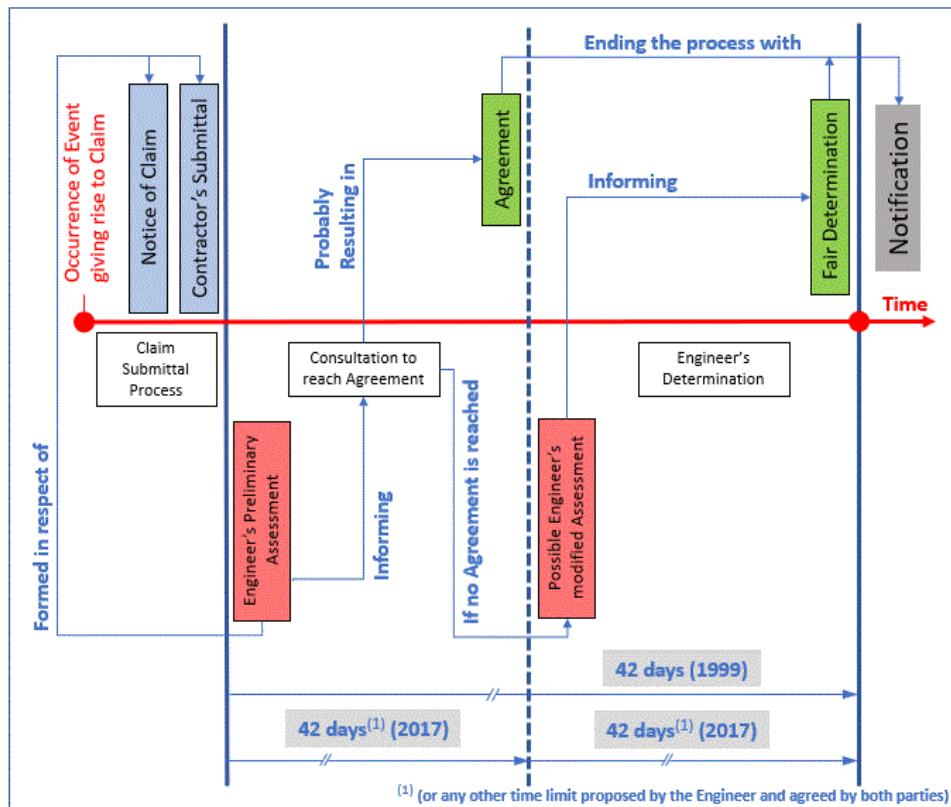 Ending the process with
Occurrence of Event
giving rise to Claim
Notice of Claim
Contractor's Submittal
Probably
Resulting in
Agreement
Informing
Fair Determination
Notification
Time
Claim
Submittal
Process
Consultation to
reach Agreement
Engineer's
Determination
Formed in respect of
Engineer's Preliminary
Assessment
Informing
If no Agreement is reached
Possible Engineer's
modified Assessment
42 days (1999)
42 days(1) (2017)
42 days(1) (2017)
(1) (or any other time limit proposed by the Engineer and agreed by both parties)